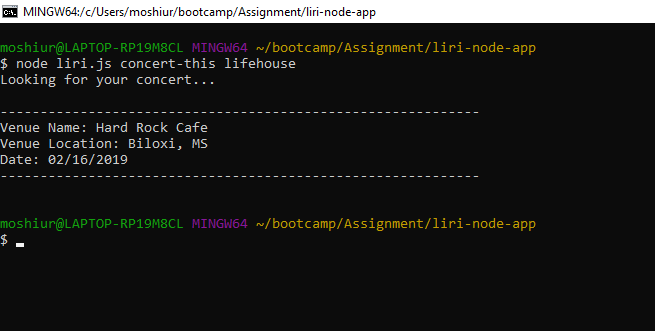 MINGW64:/c/Users/moshiur/bootcamp/Assignment/liri-node-app
moshiur@LAPTOP-RP19M8CL MINGW64 ~/bootcamp/Assignment/liri-node-app
$ node liri.js concert-this lifehouse
Looking for your concert...
------------------------------------------------------------
Venue Name: Hard Rock Cafe
Venue Location: Biloxi, MS
Date: 02/16/2019
------------------------------------------------------------
moshiur@LAPTOP-RP19M8CL MINGW64 ~/bootcamp/Assignment/liri-node-app
$